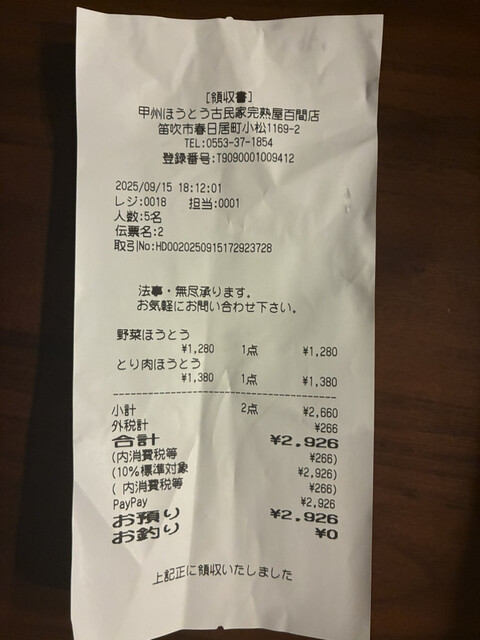 [領収書]
甲州ほうとう古民家完熟屋百間店
笛吹市春日居町小松1169-2
TEL:0553-37-1854
登録番号:T9090001009412
2025/09/15 18:12:01
レジ:0018 担当:0001
人数:5名
伝票名:2
取引No:HD0020250915172923728
法事・無尽承ります。
お気軽にお問い合わせ下さい。
野菜ほうとう
¥1,280 1点 ¥1,280
とり肉ほうとう
¥1,380 1点 ¥1,380
小計 2点 ¥2,660
外税計 ¥266
合計 ¥2,926
(内消費税等 ¥266)
(10%標準対象 ¥2,926)
( 内消費税等 ¥266)
PayPay ¥2,926
お預り ¥2,926
お釣り ¥0
上記正に領収いたしました